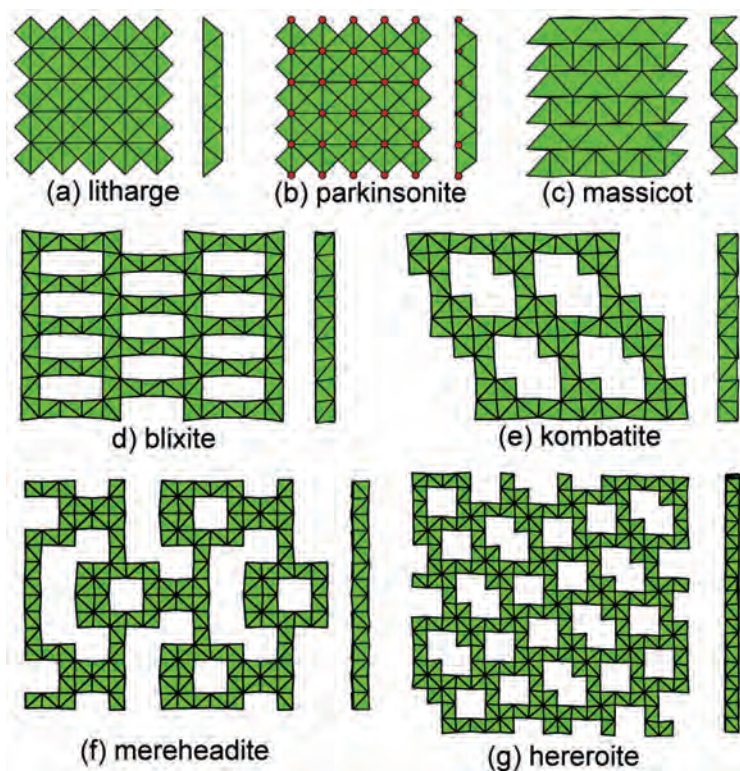 (a) litharge
(b) parkinsonite
(c) massicot
d) blixite
(e) kombatite
(f) mereheadite
(g) hereroite